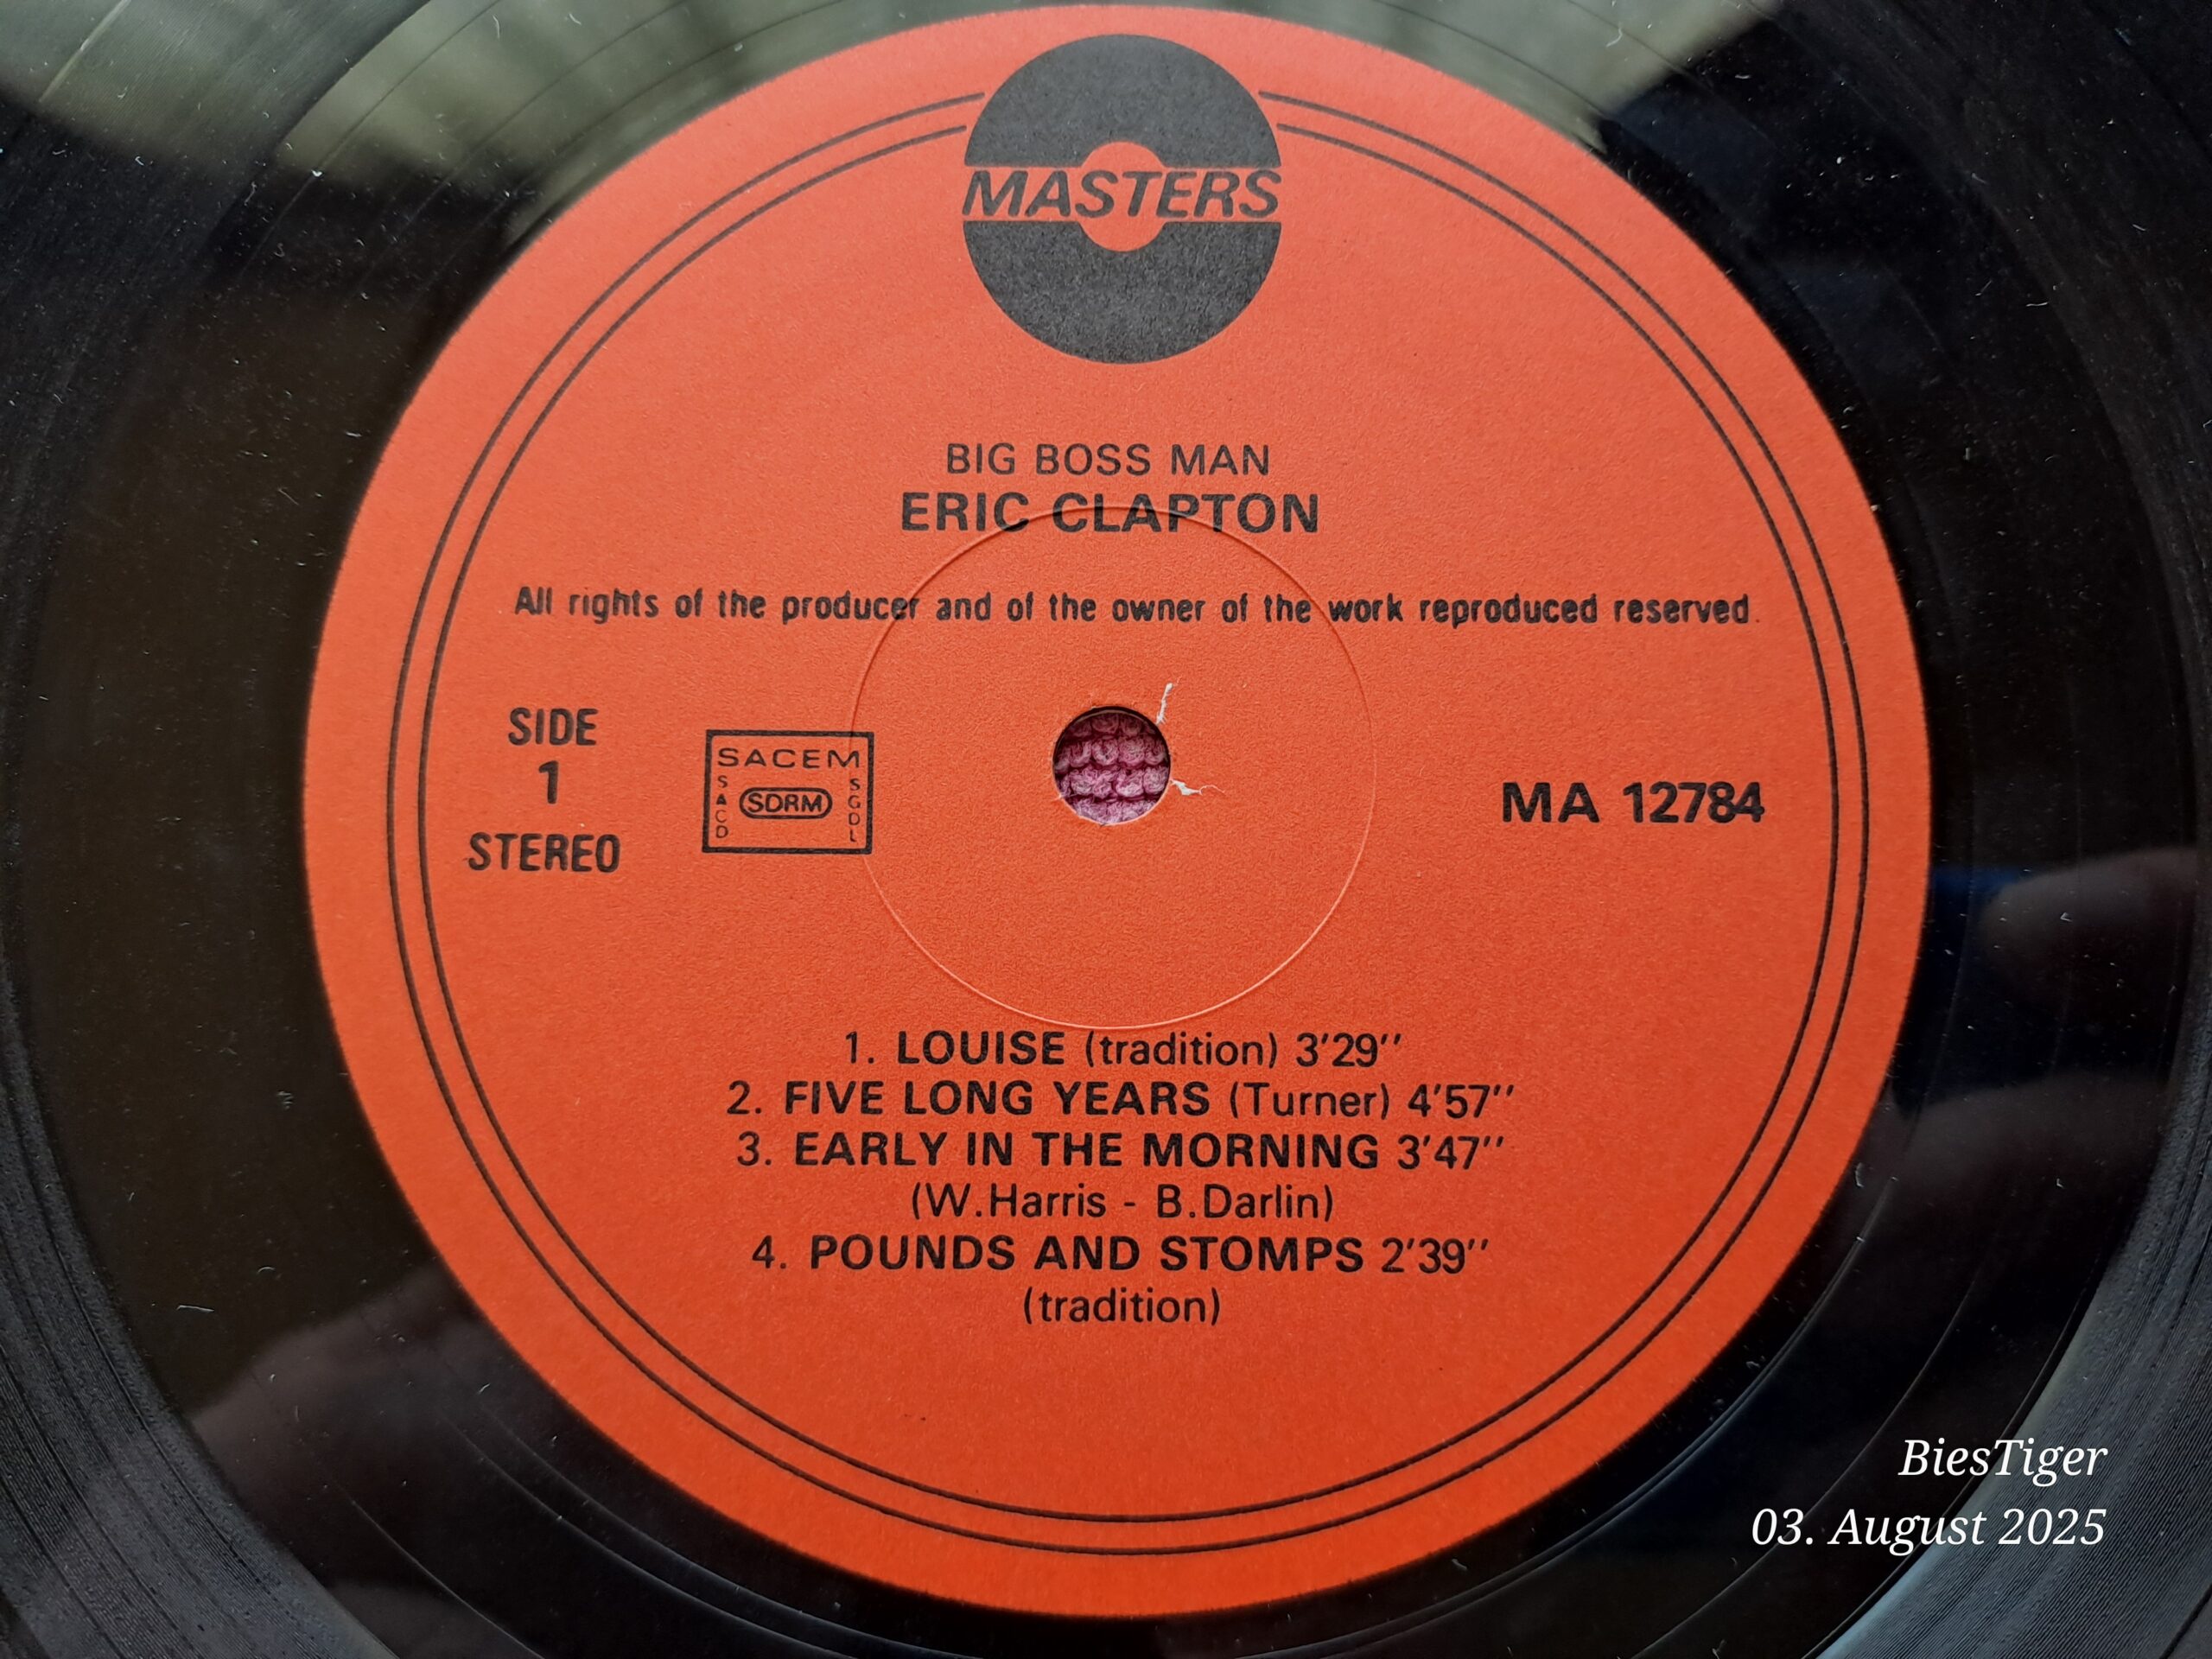 MASTERS
BIG BOSS MAN
ERIC CLAPTON
All rights of the producer and of the owner of the work reproduced reserved.
SIDE
1
STEREO
SACEM
SACD
SDRM
SGDL
MA 12784
1. LOUISE (tradition) 3'29''
2. FIVE LONG YEARS (Turner) 4'57''
3. EARLY IN THE MORNING 3'47''
(W.Harris - B.Darlin)
4. POUNDS AND STOMPS 2'39''
(tradition)
BiesTiger
03. August 2025